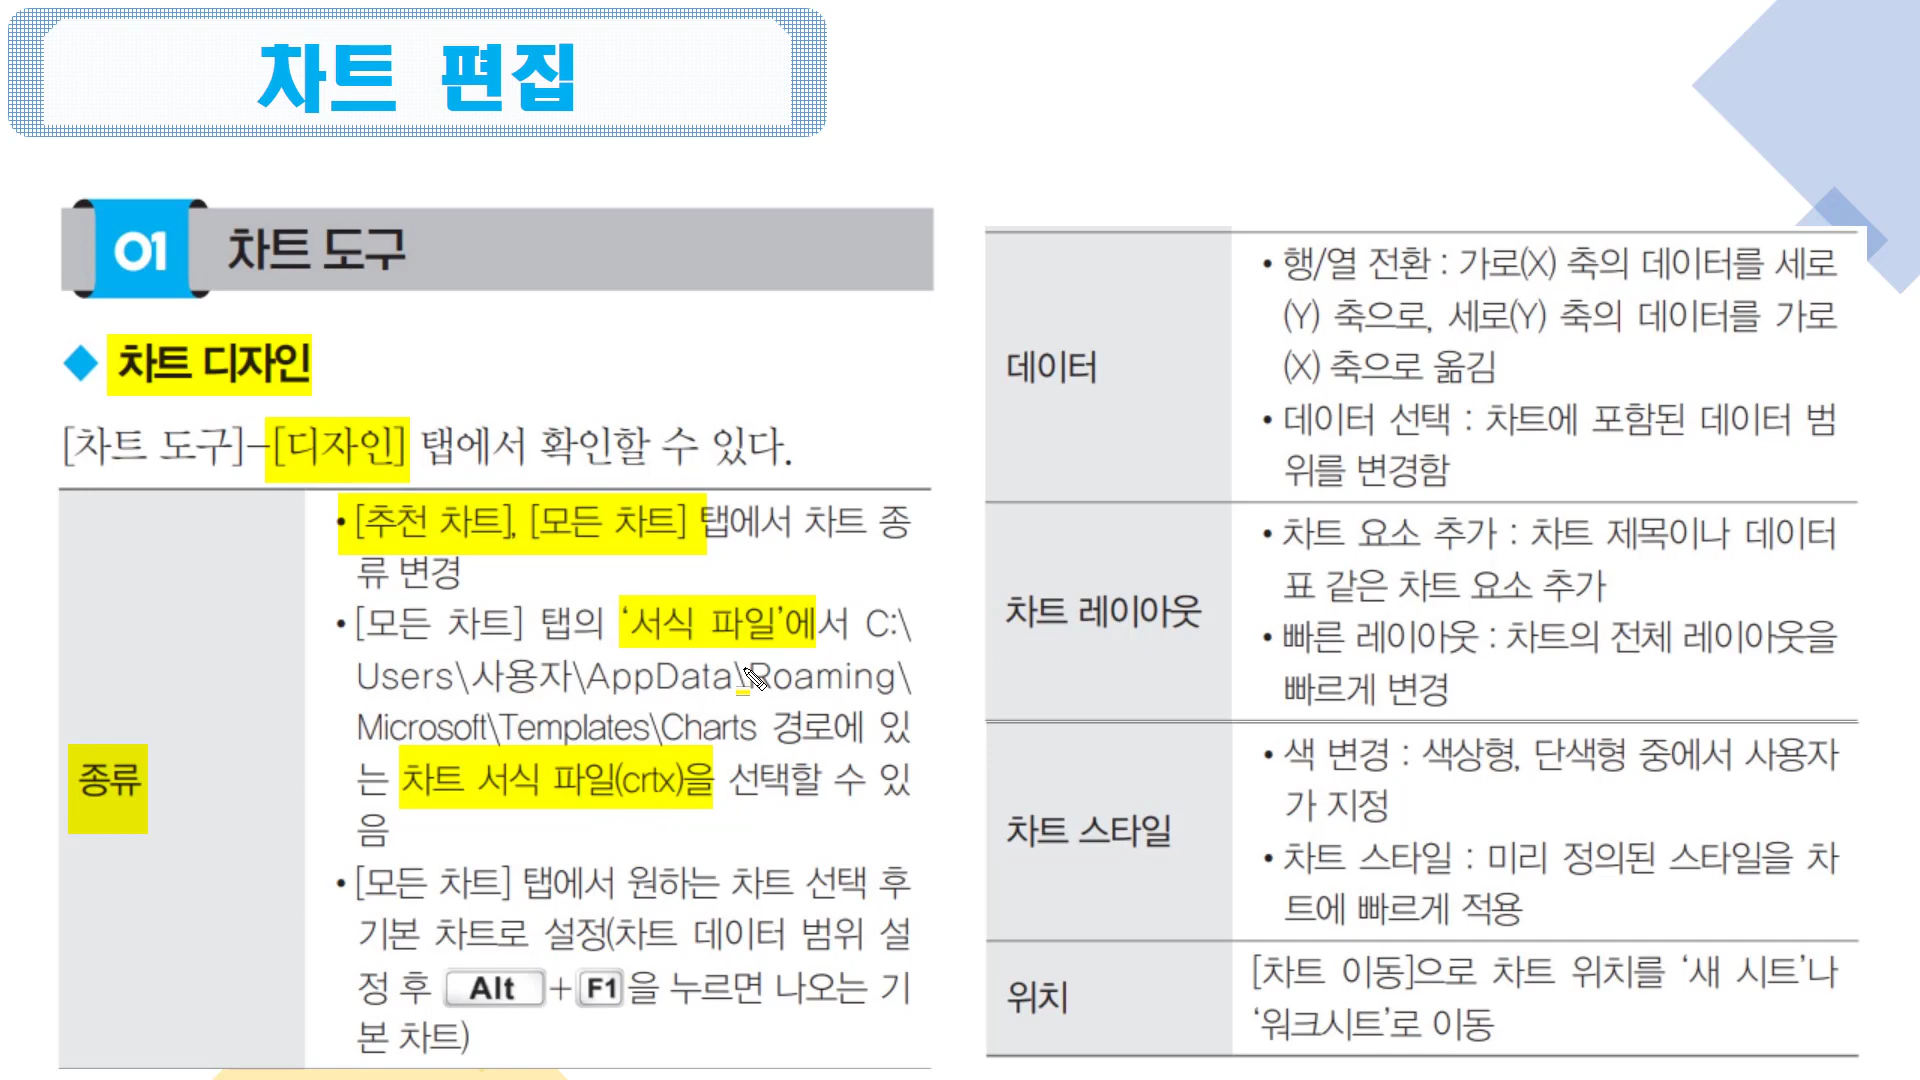 차트 편집
01 차트 도구
◆ 차트 디자인
[차트 도구]–[디자인] 탭에서 확인할 수 있다.
종류
• [추천 차트], [모든 차트] 탭에서 차트 종
류 변경
• [모든 차트] 탭의 ‘서식 파일’에서 C:\
Users\사용자\AppData\Roaming\
Microsoft\Templates\Charts 경로에 있
는 차트 서식 파일(crtx)을 선택할 수 있
음
• [모든 차트] 탭에서 원하는 차트 선택 후
기본 차트로 설정(차트 데이터 범위 설
정 후 Alt+F1을 누르면 나오는 기
본 차트)
데이터
• 행/열 전환 : 가로(X) 축의 데이터를 세로
(Y) 축으로, 세로(Y) 축의 데이터를 가로
(X) 축으로 옮김
• 데이터 선택 : 차트에 포함된 데이터 범
위를 변경함
차트 레이아웃
• 차트 요소 추가 : 차트 제목이나 데이터
표 같은 차트 요소 추가
• 빠른 레이아웃 : 차트의 전체 레이아웃을
빠르게 변경
차트 스타일
• 색 변경 : 색상형, 단색형 중에서 사용자
가 지정
• 차트 스타일 : 미리 정의된 스타일을 차
트에 빠르게 적용
위치
[차트 이동]으로 차트 위치를 ‘새 시트’나
‘워크시트’로 이동